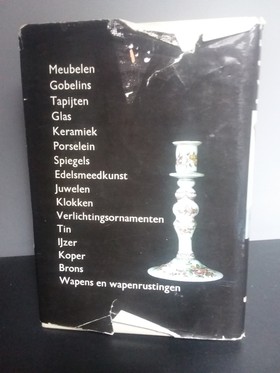 Meubelen
Gobelins
Tapijten
Glas
Keramiek
Porselein
Spiegels
Edelsmeedkunst
Juwelen
Klokken
Verlichtingsornamenten
Tin
IJzer
Koper
Brons
Wapens en wapenrustingen